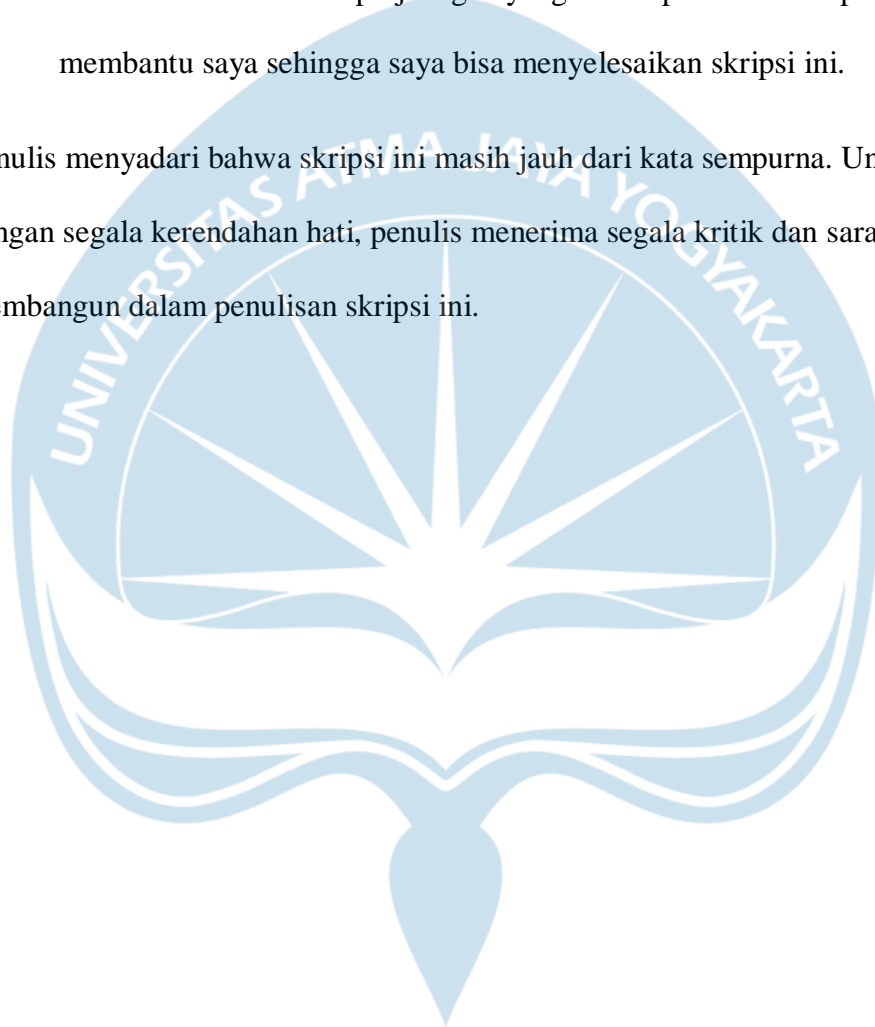 membantu saya sehingga saya bisa menyelesaikan skripsi ini.
nulis menyadari bahwa skripsi ini masih jauh dari kata sempurna. Un
ngan segala kerendahan hati, penulis menerima segala kritik dan sara
embangun dalam penulisan skripsi ini.
UNIVERSITAS ATMA JAYA YOGYAKARTA